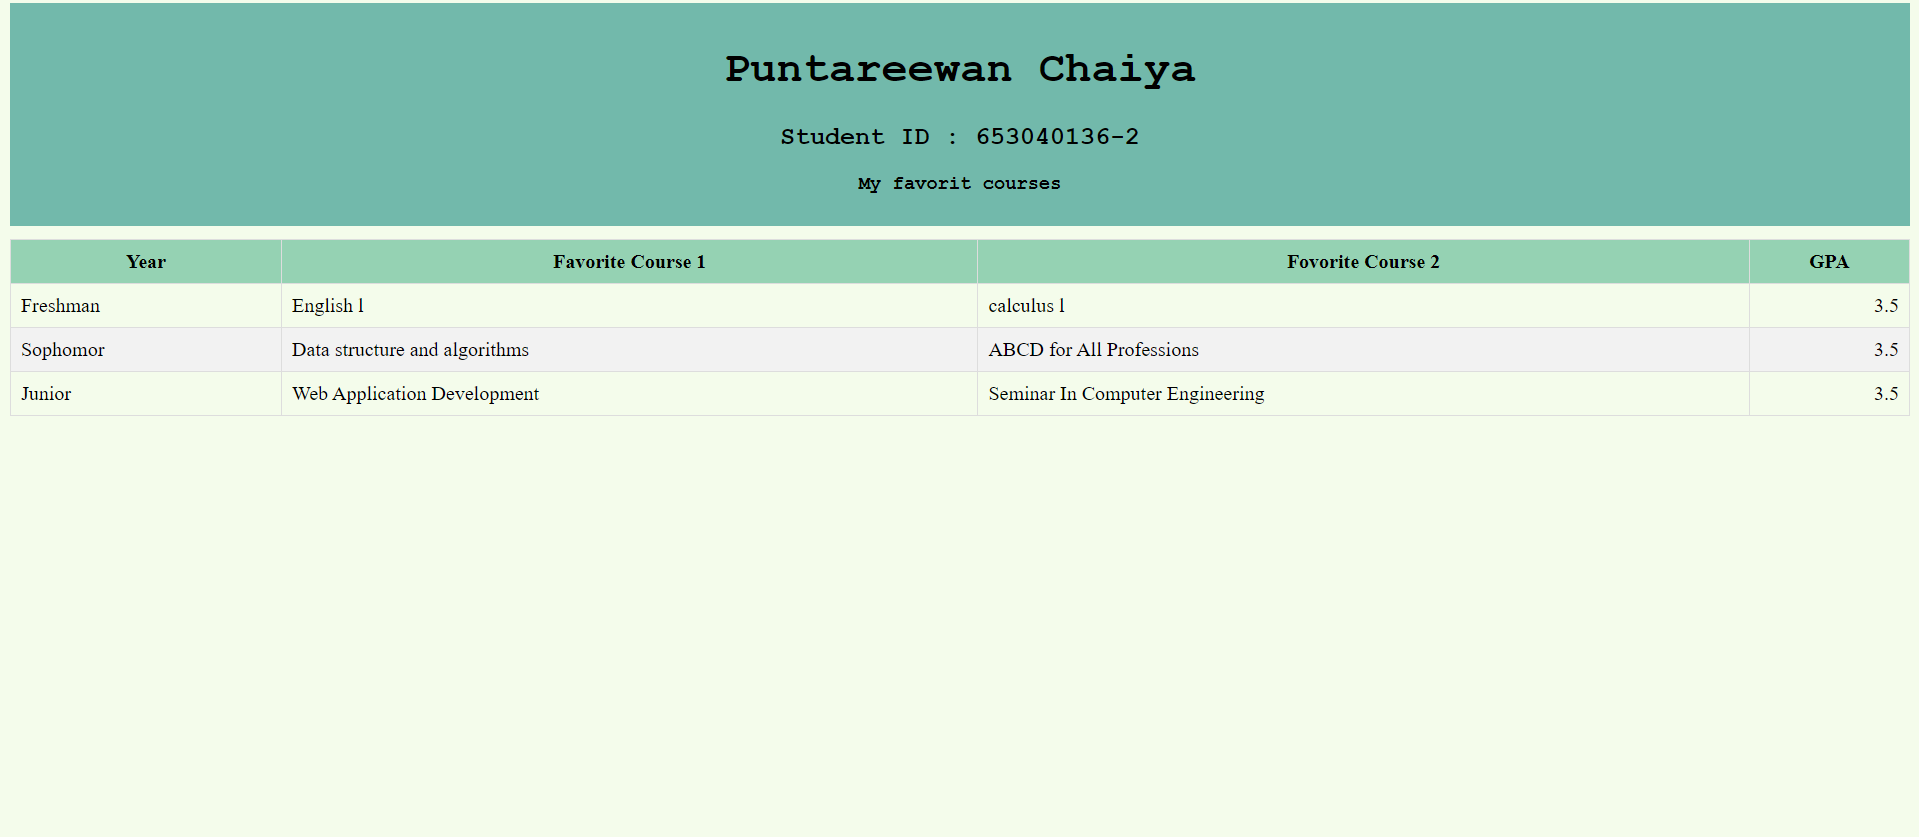 Puntareewan Chaiya
Student ID : 653040136-2
My favorit courses
Year Favorite Course 1 Fovorite Course 2 GPA
Freshman English l calculus l 3.5
Sophomor Data structure and algorithms ABCD for All Professions 3.5
Junior Web Application Development Seminar In Computer Engineering 3.5